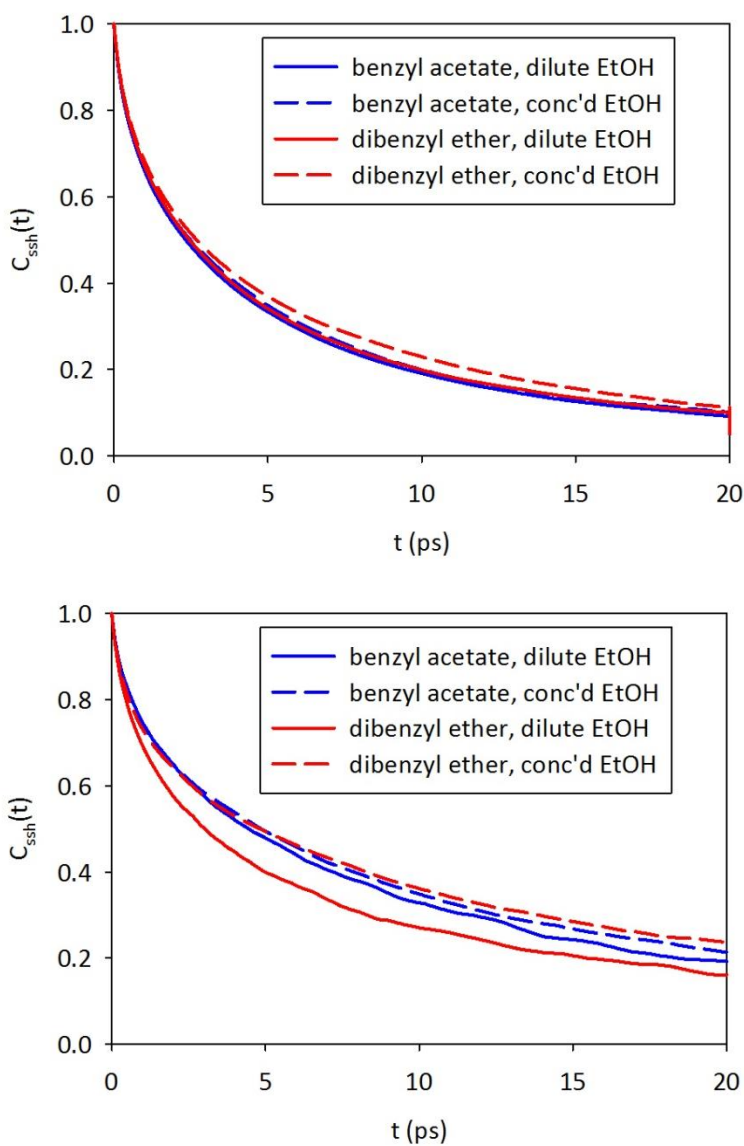 1.0
0.8
0.6
0.4
0.2
0.0
C_ssh(t)
benzyl acetate, dilute EtOH
benzyl acetate, conc'd EtOH
dibenzyl ether, dilute EtOH
dibenzyl ether, conc'd EtOH
0 5 10 15 20
t (ps)
1.0
0.8
0.6
0.4
0.2
0.0
C_ssh(t)
benzyl acetate, dilute EtOH
benzyl acetate, conc'd EtOH
dibenzyl ether, dilute EtOH
dibenzyl ether, conc'd EtOH
0 5 10 15 20
t (ps)